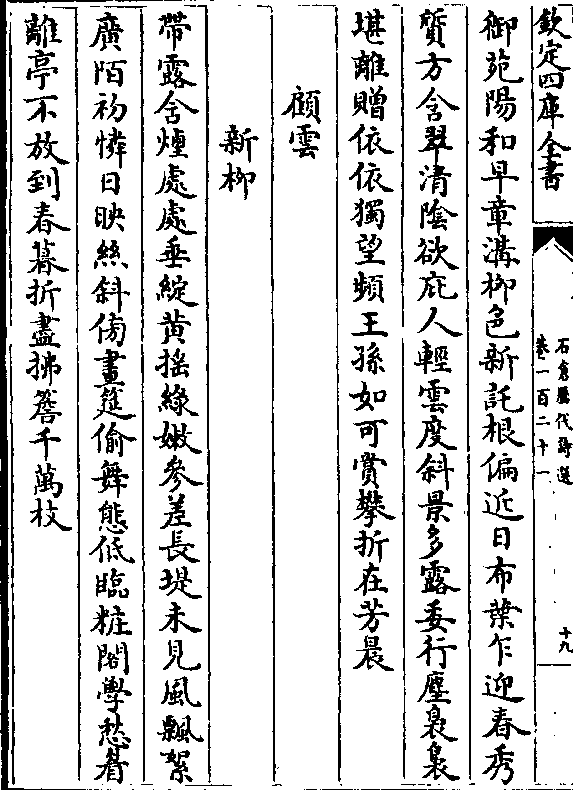 欽定四庫全書
石倉歷代詩選
卷一百二十一
十九
御苑陽和早章溝柳色新託根偏近日布葉乍迎春秀
質方含翠清陰欲庇人輕雲度斜景多露委行塵裊裊
堪離贈依依獨望頻王孫如可賞攀折在芳晨
顧雲
新柳
帶露含煙處處垂綻黃搖綠嫩參差長堤未見風飄絮
廣陌初憐日映絲斜傍畫筵偷舞態低臨粧閣學愁眉
離亭不放到春暮折盡拂簷千萬枝